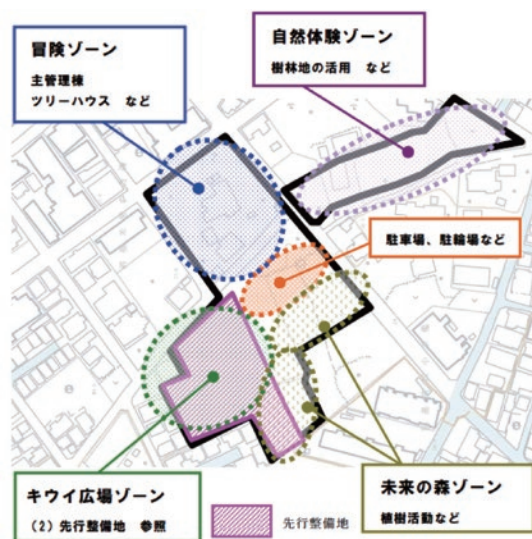 冒険ゾーン
主管理棟
ツリーハウス など
自然体験ゾーン
樹林地の活用 など
駐車場、駐輪場など
キウイ広場ゾーン
（2）先行整備地 参照
先行整備地
未来の森ゾーン
植樹活動など